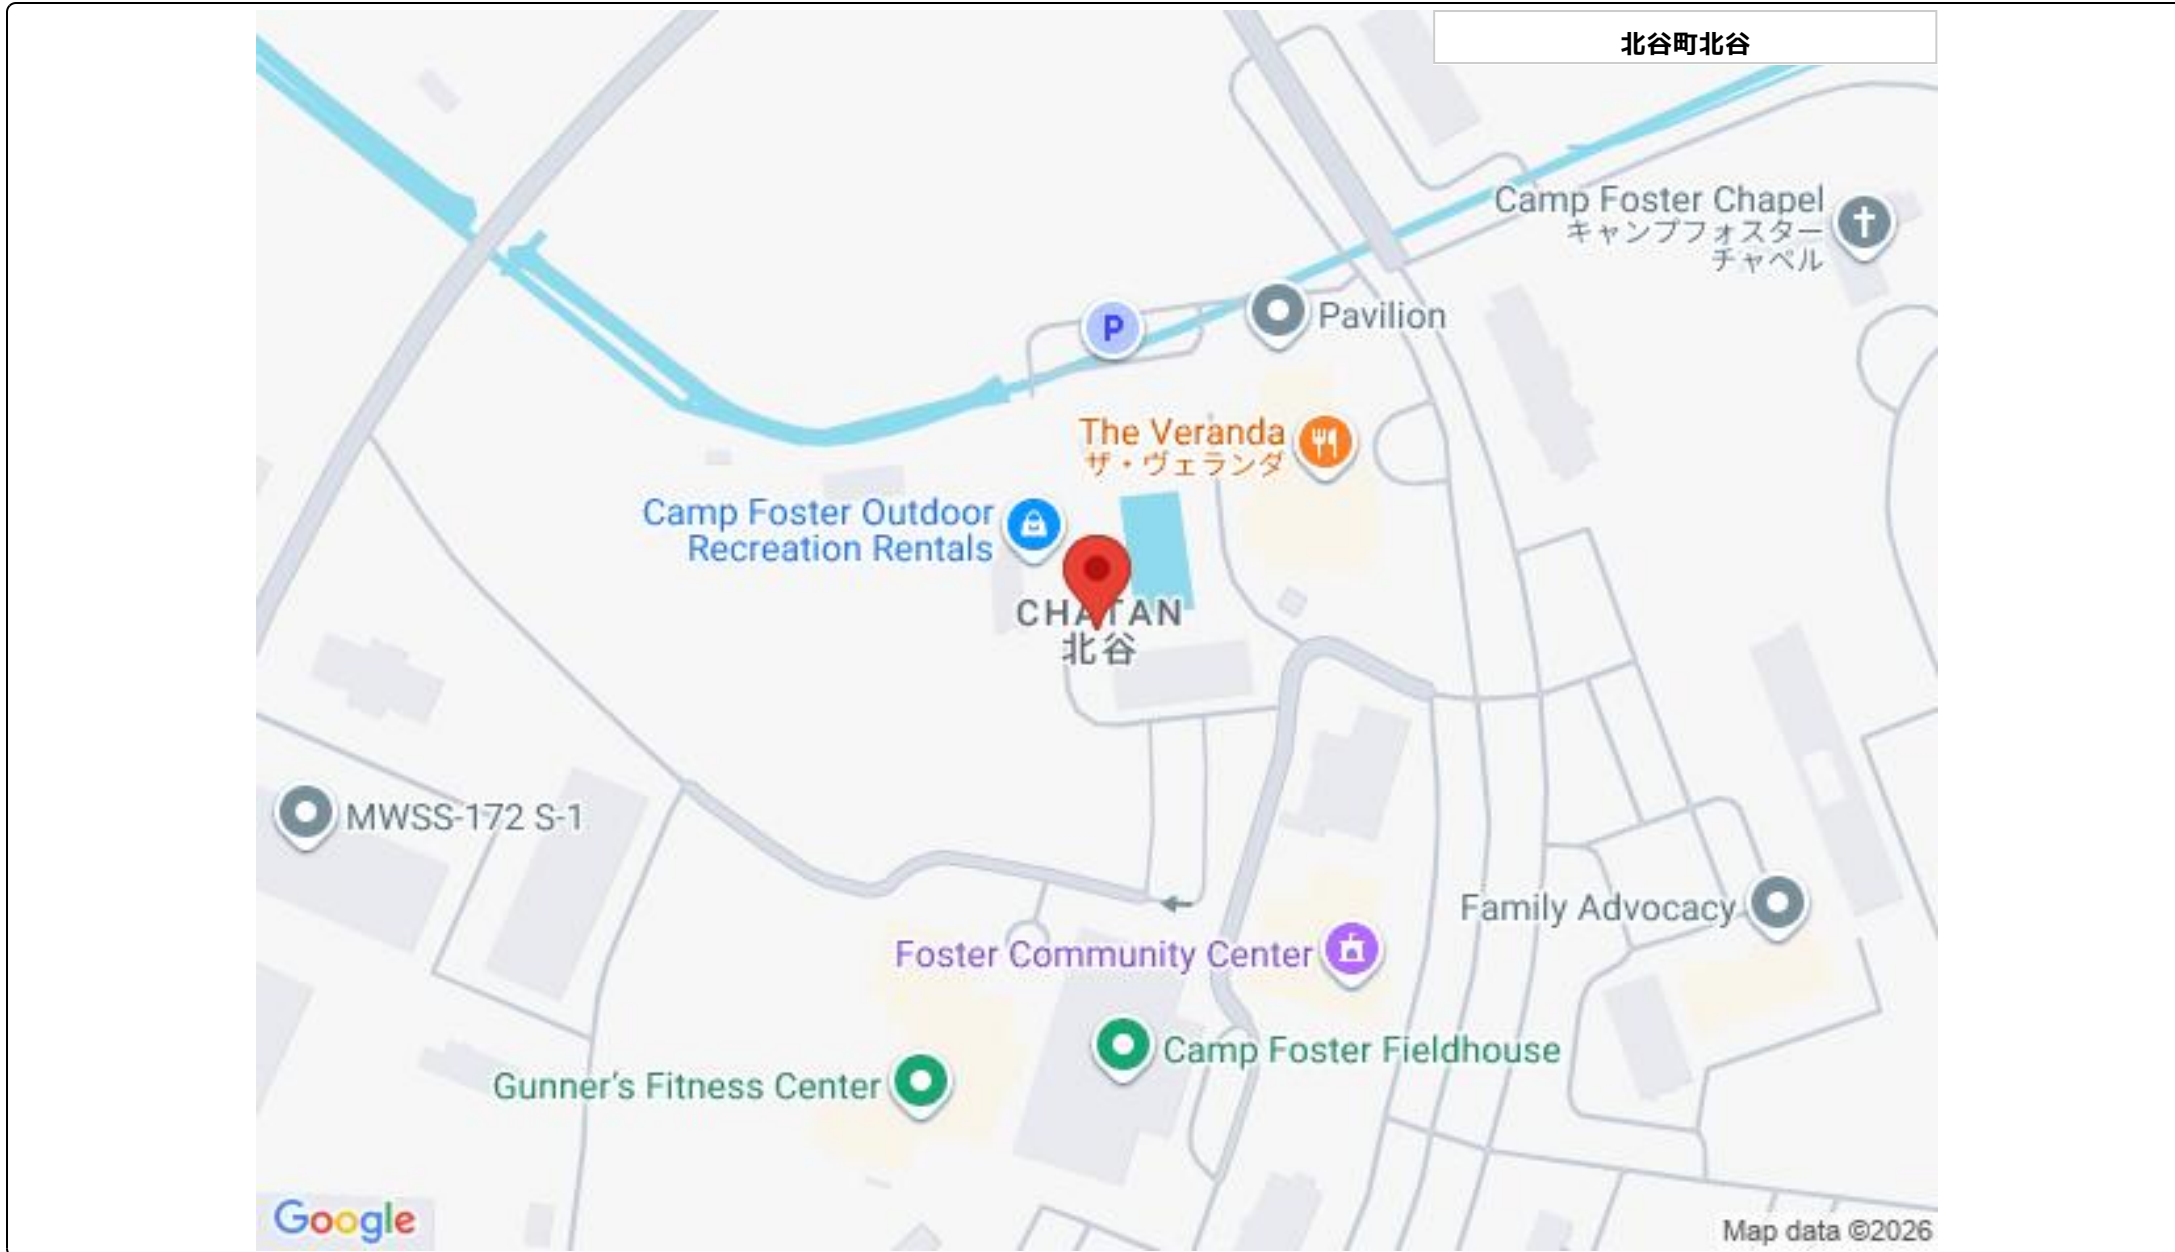 北谷町北谷
Camp Foster Chapel
キャンプフォスター
チャペル
P
Pavilion
The Veranda
ザ・ヴェランダ
Camp Foster Outdoor
Recreation Rentals
CHATAN
北谷
MWSS-172 S-1
Family Advocacy
Foster Community Center
Camp Foster Fieldhouse
Gunner's Fitness Center
Google
Map data ©2026